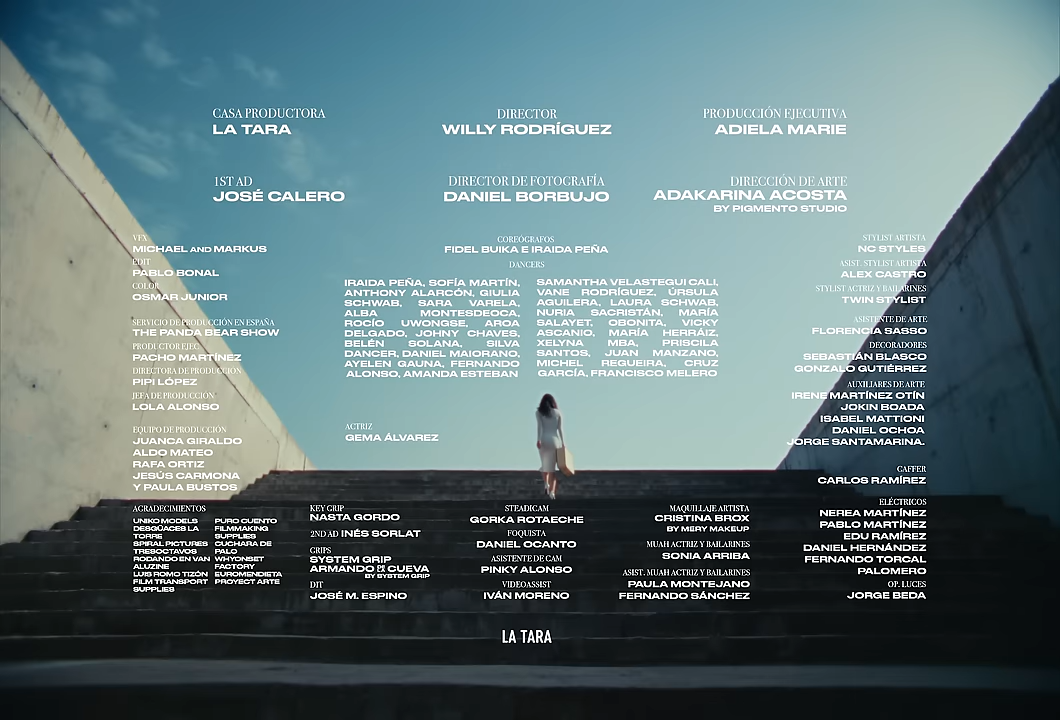 CASA PRODUCTORA
LA TARA
DIRECTOR
WILLY RODRÍGUEZ
PRODUCCIÓN EJECUTIVA
ADIELA MARIE
1ST AD
JOSÉ CALERO
DIRECTOR DE FOTOGRAFÍA
DANIEL BORBUJO
DIRECCIÓN DE ARTE
ADAKARINA ACOSTA
BY PIGMENTO STUDIO
VFX
MICHAEL AND MARKUS
EDIT
PABLO BONAL
COLOR
OSMAR JUNIOR
SERVICIO DE PRODUCCIÓN EN ESPAÑA
THE PANDA BEAR SHOW
PRODUCTOR EJEC.
PACHO MARTÍNEZ
DIRECTORA DE PRODUCCIÓN
PIPI LÓPEZ
JEFA DE PRODUCCIÓN
LOLA ALONSO
EQUIPO DE PRODUCCIÓN
JUANCA GIRALDO
ALDO MATEO
RAFA ORTIZ
JESÚS CARMONA
Y PAULA BUSTOS
COREÓGRAFOS
FIDEL BUIKA E IRAIDA PEÑA
DANCERS
IRAIDA PEÑA, SOFÍA MARTÍN,
ANTHONY ALARCÓN, GIULIA
SCHWAB, SARA VARELA,
ALBA MONTESDEOCA,
ROCÍO UWONGSE, AROA
DELGADO, JOHNY CHAVES,
BELÉN SOLANA, SILVA
DANCER, DANIEL MAIORANO,
AYELEN GAUNA, FERNANDO
ALONSO, AMANDA ESTEBAN
SAMANTHA VELASTEGUI CALI,
VANE RODRÍGUEZ, ÚRSULA
AGUILERA, LAURA SCHWAB,
NURIA SACRISTÁN, MARÍA
SALAYET, OBONITA, VICKY
ASCANIO, MARÍA HERRÁIZ,
XELYNA MBA, PRISCILA
SANTOS, JUAN MANZANO,
MICHEL REGUEIRA, CRUZ
GARCÍA, FRANCISCO MELERO
ACTRIZ
GEMA ÁLVAREZ
STYLIST ARTISTA
NC STYLES
ASIST. STYLIST ARTISTA
ALEX CASTRO
STYLIST ACTRIZ Y BAILARINES
TWIN STYLIST
ASISTENTE DE ARTE
FLORENCIA SASSO
DECORADORES
SEBASTIÁN BLASCO
GONZALO GUTIÉRREZ
AUXILIARES DE ARTE
IRENE MARTÍNEZ OTÍN
JOKIN BOADA
ISABEL MATTIONI
DANIEL OCHOA
JORGE SANTAMARINA.
GAFFER
CARLOS RAMÍREZ
ELÉCTRICOS
NEREA MARTÍNEZ
PABLO MARTÍNEZ
EDU RAMÍREZ
DANIEL HERNÁNDEZ
FERNANDO TORCAL
PALOMERO
OP. LUCES
JORGE BEDA
AGRADECIMIENTOS
UNIKO MODELS
DESGÜACES LA
TORRE
SPIRAL PICTURES
TRESOCTAVOS
RODANDO EN VAN
ALUZINE
LUIS ROMO TIZÓN
FILM TRANSPORT
SUPPLIES
PURO CUENTO
FILMMAKING
SUPPLIES
CUCHARA DE
PALO
WHYONSET
FACTORY
EUROMENDIETA
PROYECT ARTE
KEY GRIP
NASTA GORDO
2ND AD INÉS SORLAT
GRIPS
SYSTEM GRIP
ARMANDO DE CUEVA
BY SYSTEM GRIP
DIT
JOSÉ M. ESPINO
STEADICAM
GORKA ROTAECHE
FOQUISTA
DANIEL OCANTO
ASISTENTE DE CAM
PINKY ALONSO
VIDEOASSIST
IVÁN MORENO
MAQUILLAJE ARTISTA
CRISTINA BROX
BY MERY MAKEUP
MUAH ACTRIZ Y BAILARINES
SONIA ARRIBA
ASIST. MUAH ACTRIZ Y BAILARINES
PAULA MONTEJANO
FERNANDO SÁNCHEZ
LA TARA